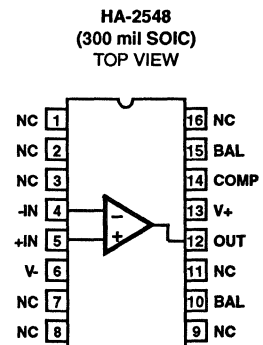 HA-2548
(300 mil SOIC)
TOP VIEW
NC 1 16 NC
NC 2 15 BAL
NC 3 14 COMP
-IN 4 − 13 V+
+IN 5 + 12 OUT
V- 6 11 NC
NC 7 10 BAL
NC 8 9 NC